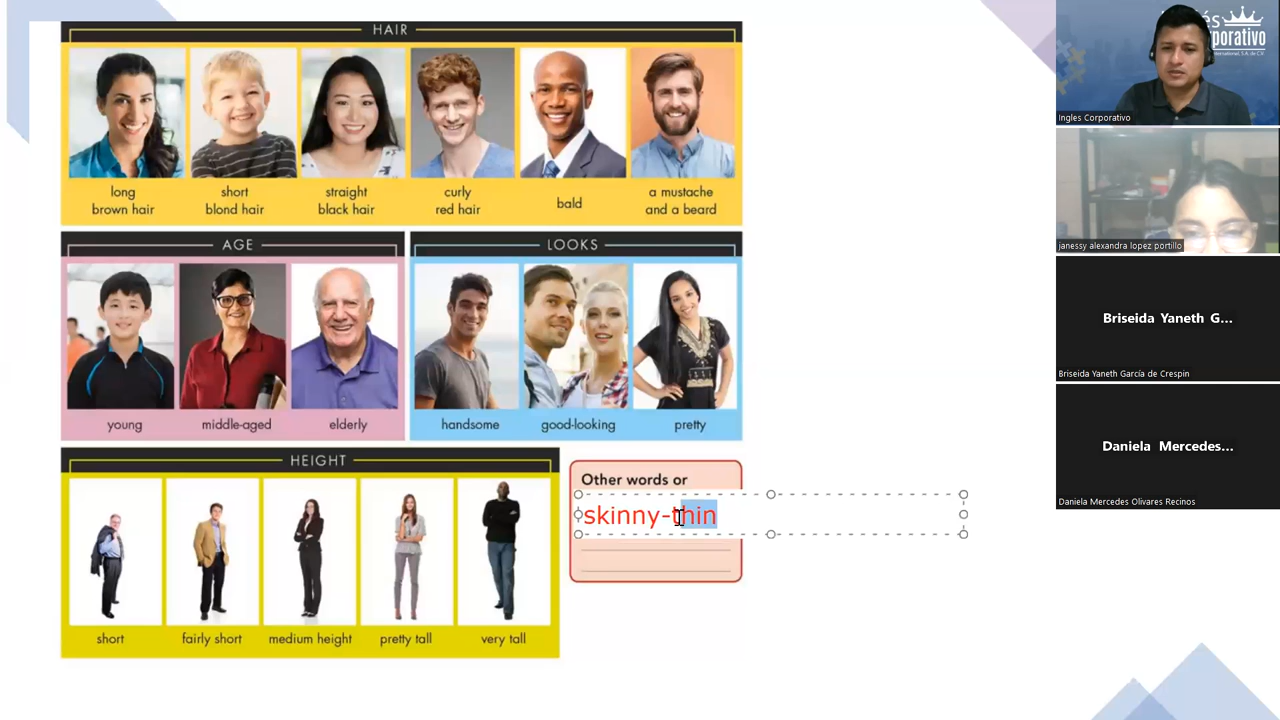 HAIR
long
brown hair
short
blond hair
straight
black hair
curly
red hair
bald
a mustache
and a beard
AGE
young
middle-aged
elderly
LOOKS
handsome
good-looking
pretty
HEIGHT
short
fairly short
medium height
pretty tall
very tall
Other words or
skinny-thin
Ingles Corporativo
janessy alexandra lopez portillo
Briseida Yaneth G...
Briseida Yaneth García de Crespin
Daniela Mercedes...
Daniela Mercedes Olivares Recinos